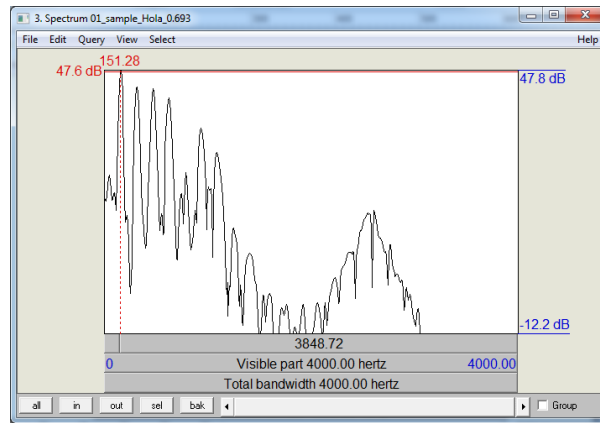 3. Spectrum 01_sample_Hola_0.693
File Edit Query View Select Help
151.28
47.6 dB
47.8 dB
-12.2 dB
3848.72
0 Visible part 4000.00 hertz 4000.00
Total bandwidth 4000.00 hertz
all in out sel bak Group